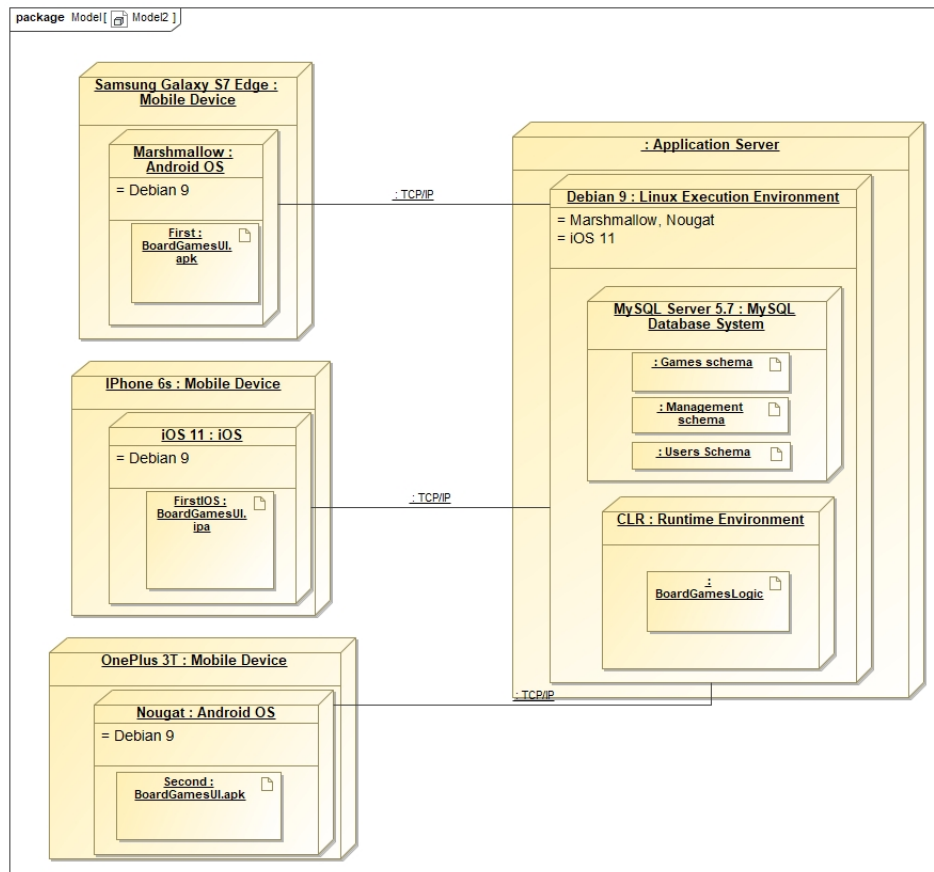 package Model[ Model2 ]
Samsung Galaxy S7 Edge :
Mobile Device
Marshmallow :
Android OS
= Debian 9
First :
BoardGamesUI.
apk
: TCP/IP
IPhone 6s : Mobile Device
iOS 11 : iOS
= Debian 9
FirstIOS :
BoardGamesUI.
ipa
: TCP/IP
OnePlus 3T : Mobile Device
Nougat : Android OS
= Debian 9
Second :
BoardGamesUI.apk
: TCP/IP
: Application Server
Debian 9 : Linux Execution Environment
= Marshmallow, Nougat
= iOS 11
MySQL Server 5.7 : MySQL
Database System
: Games schema
: Management
schema
: Users Schema
CLR : Runtime Environment
:
BoardGamesLogic